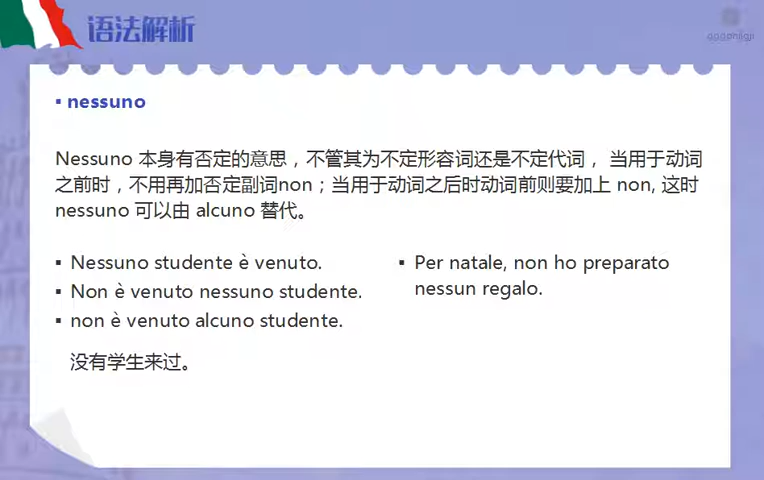 语法解析
▪ nessuno
Nessuno 本身有否定的意思，不管其为不定形容词还是不定代词， 当用于动词
之前时，不用再加否定副词non；当用于动词之后时动词前则要加上 non, 这时
nessuno 可以由 alcuno 替代。
▪ Nessuno studente è venuto.
▪ Non è venuto nessuno studente.
▪ non è venuto alcuno studente.
没有学生来过。
▪ Per natale, non ho preparato
nessun regalo.